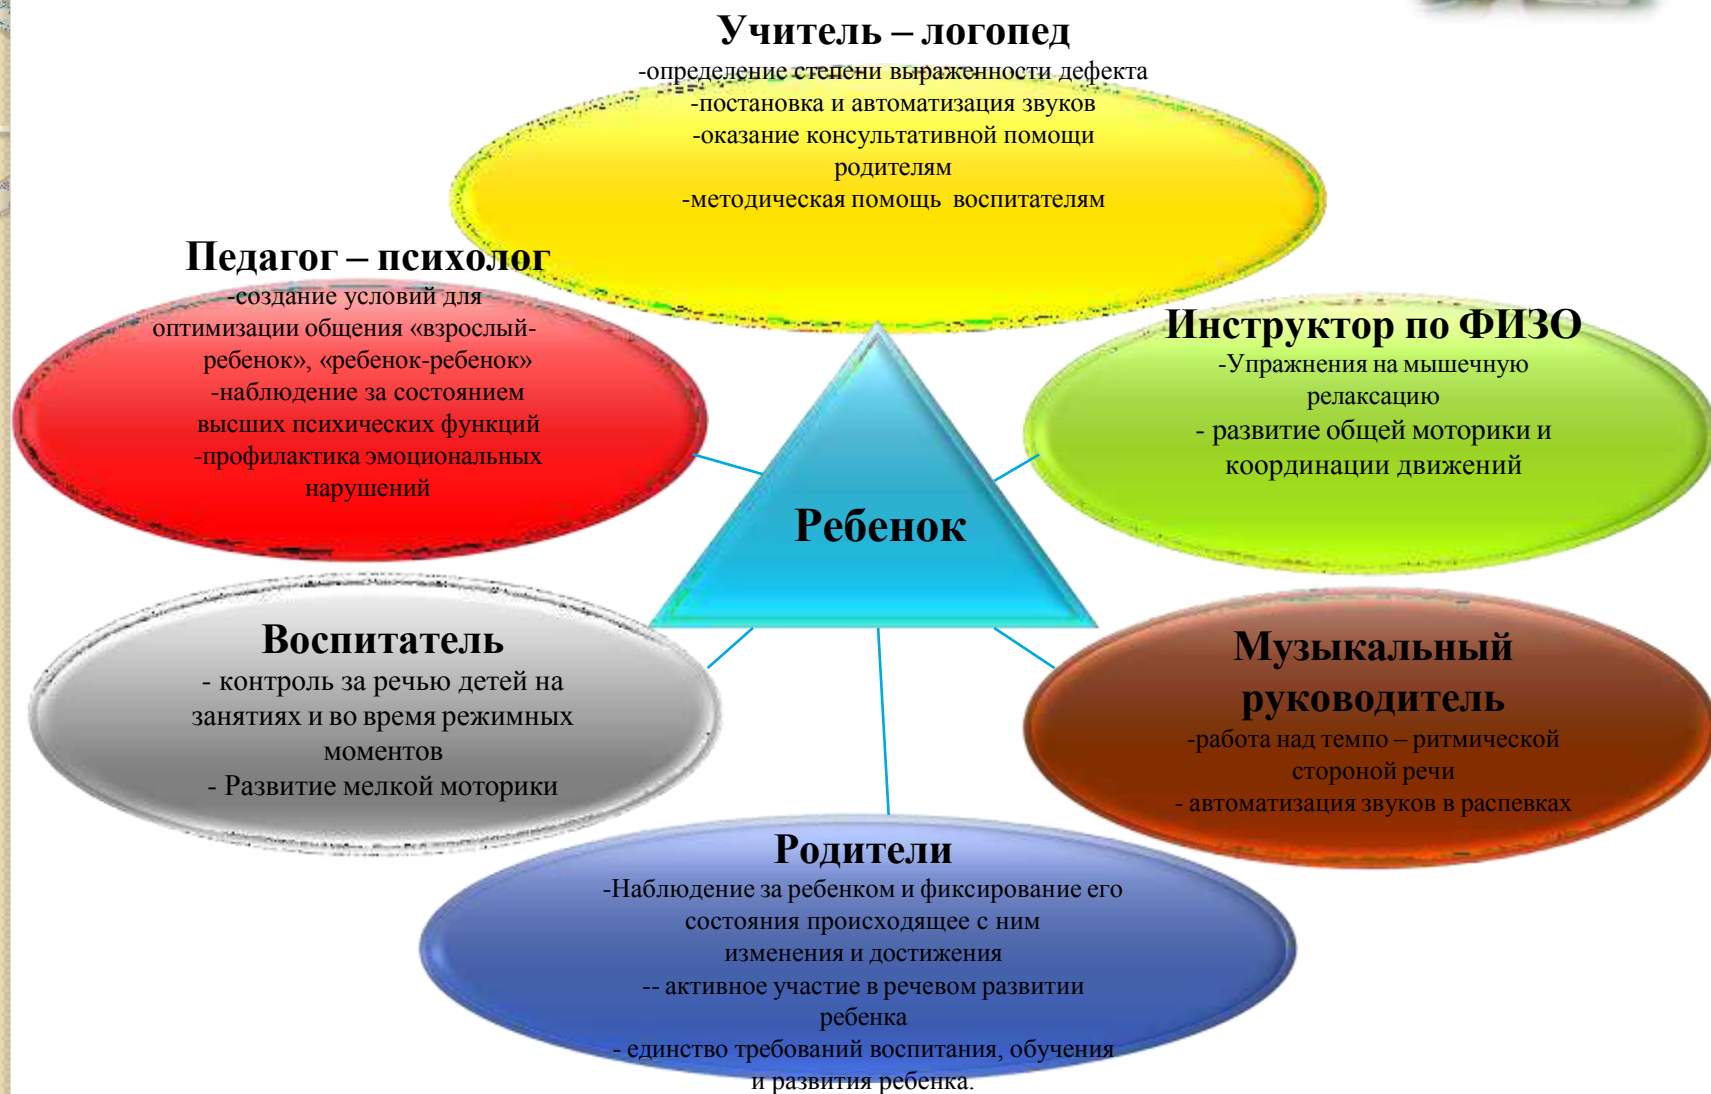 Учитель – логопед
-определение степени выраженности дефекта
-постановка и автоматизация звуков
-оказание консультативной помощи
родителям
-методическая помощь  воспитателям
Педагог – психолог
-создание условий для
оптимизации общения «взрослый-
ребенок», «ребенок-ребенок»
-наблюдение за состоянием
высших психических функций
-профилактика эмоциональных
нарушений
Инструктор по ФИЗО
-Упражнения на мышечную
релаксацию
- развитие общей моторики и
координации движений
Ребенок
Воспитатель
- контроль за речью детей на
занятиях и во время режимных
моментов
- Развитие мелкой моторики
Музыкальный
руководитель
-работа над темпо – ритмической
стороной речи
- автоматизация звуков в распевках
Родители
-Наблюдение за ребенком и фиксирование его
состояния происходящее с ним
изменения и достижения
-- активное участие в речевом развитии
ребенка
- единство требований воспитания, обучения
и развития ребенка.